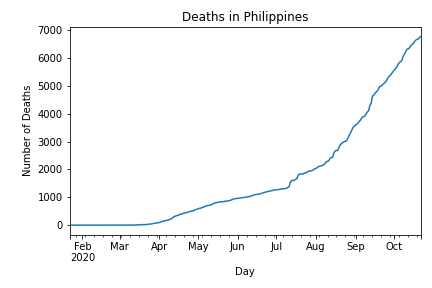 Deaths in Philippines
7000
6000
5000
4000
3000
2000
1000
0
Number of Deaths
Feb Mar Apr May Jun Jul Aug Sep Oct
2020
Day